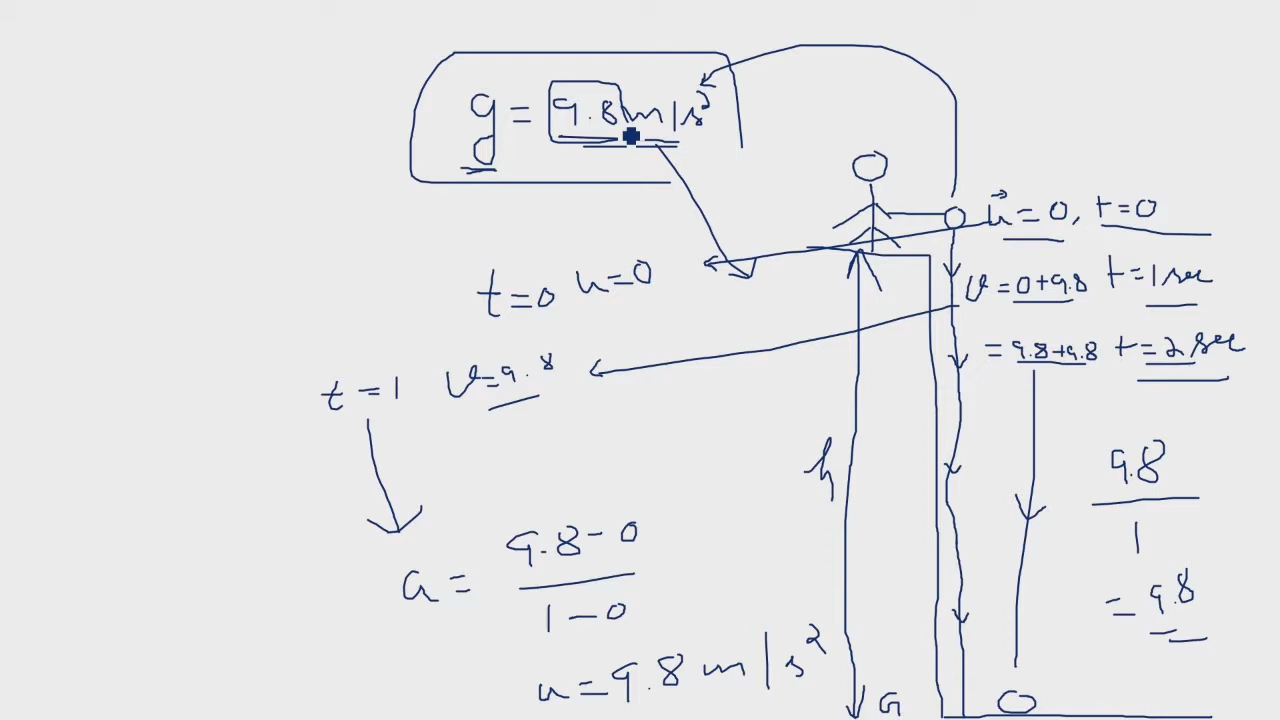 g = 9.8 m/s²
u = 0, t = 0
t = 0 u = 0
v = 0 + 9.8 t = 1 sec
= 9.8 + 9.8 t = 2 sec
t = 1 v = 9.8
h
9.8
1
= 9.8
a = 9.8 - 0
1 - 0
a = 9.8 m/s²
G